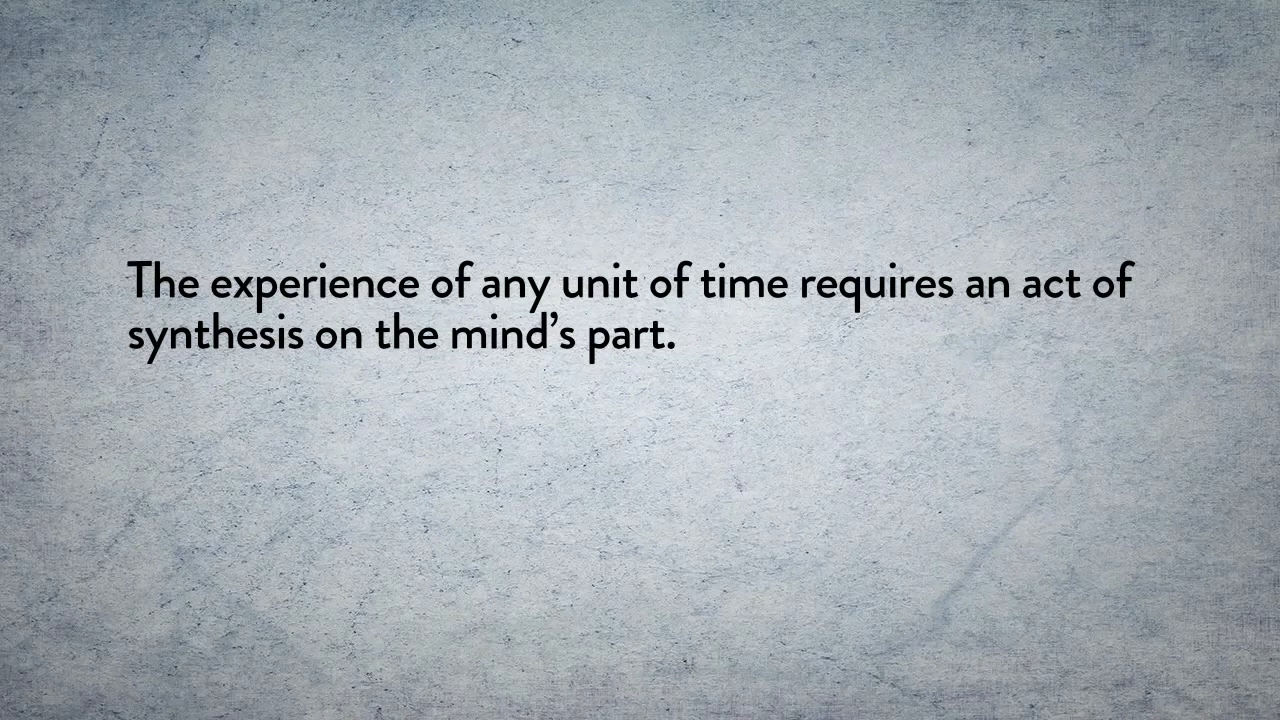 The experience of any unit of time requires an act of
synthesis on the mind’s part.